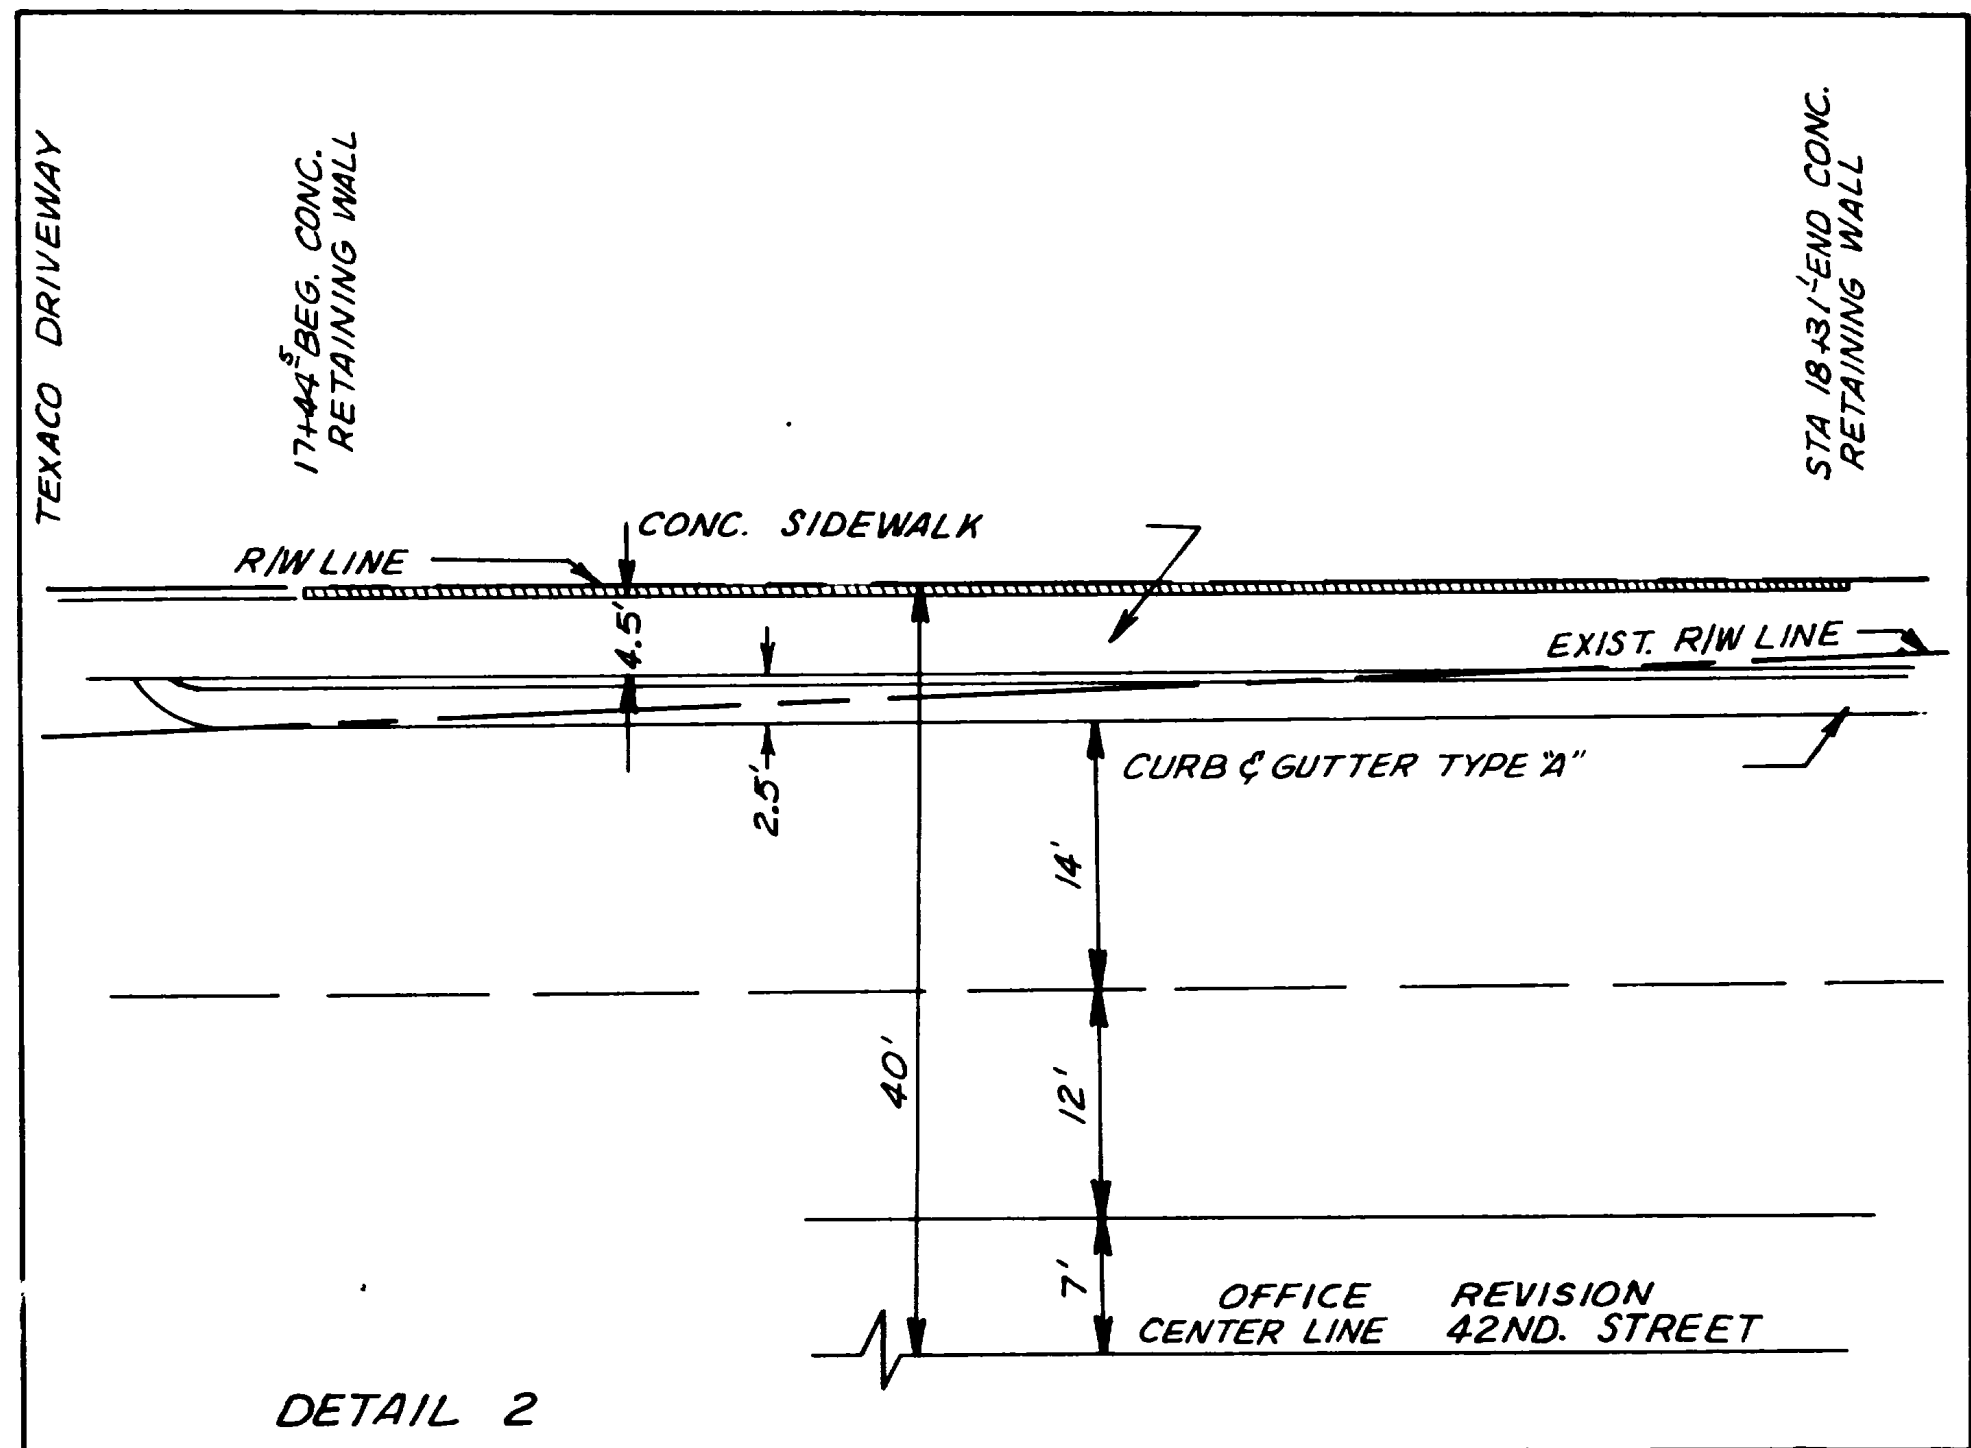 TEXACO DRIVEWAY
17+44⁵ BEG. CONC.
RETAINING WALL
STA 18+31'-END CONC.
RETAINING WALL
CONC. SIDEWALK
R/W LINE
4.5'
EXIST. R/W LINE
2.5'
CURB & GUTTER TYPE "A"
14'
40'
12'
7'
OFFICE REVISION
CENTER LINE 42ND. STREET
DETAIL 2